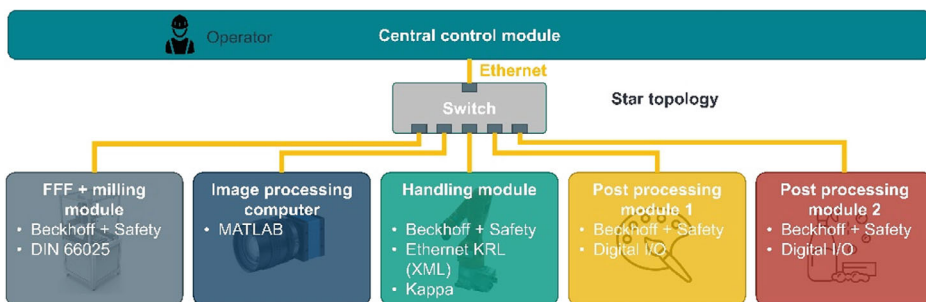 Operator
Central control module
Ethernet
Switch
Star topology
FFF + milling
module
• Beckhoff + Safety
• DIN 66025
Image processing
computer
• MATLAB
Handling module
• Beckhoff + Safety
• Ethernet KRL
(XML)
• Kappa
Post processing
module 1
• Beckhoff + Safety
• Digital I/O
Post processing
module 2
• Beckhoff + Safety
• Digital I/O